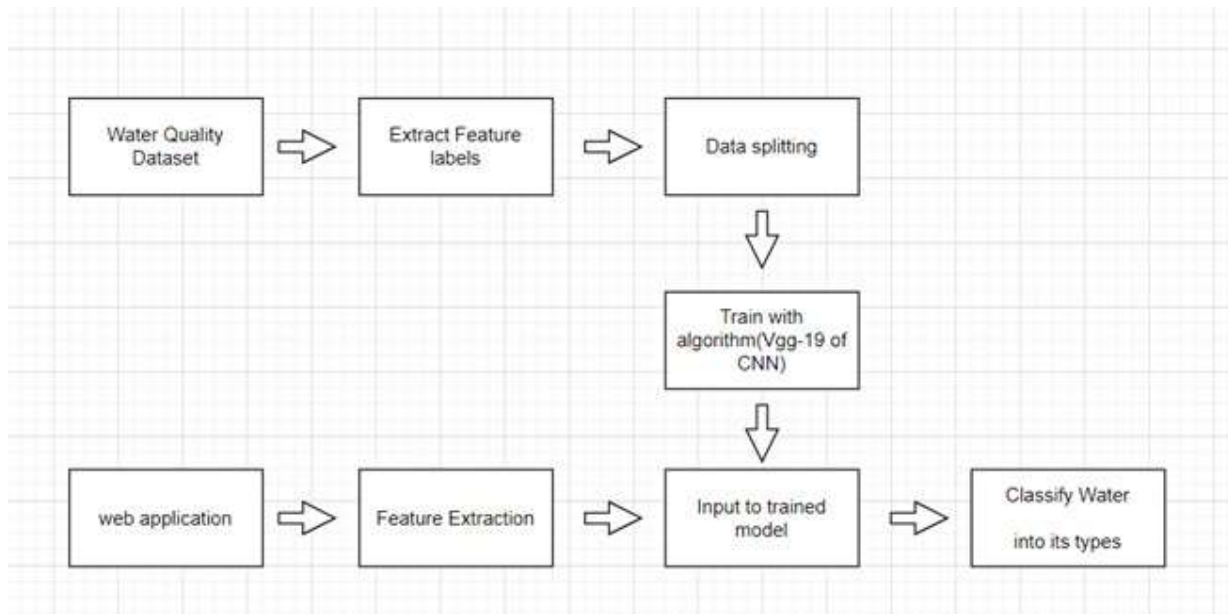 Water Quality
Dataset
Extract Feature
labels
Data splitting
Train with
algorithm(Vgg-19 of
CNN)
web application
Feature Extraction
Input to trained
model
Classify Water
into its types